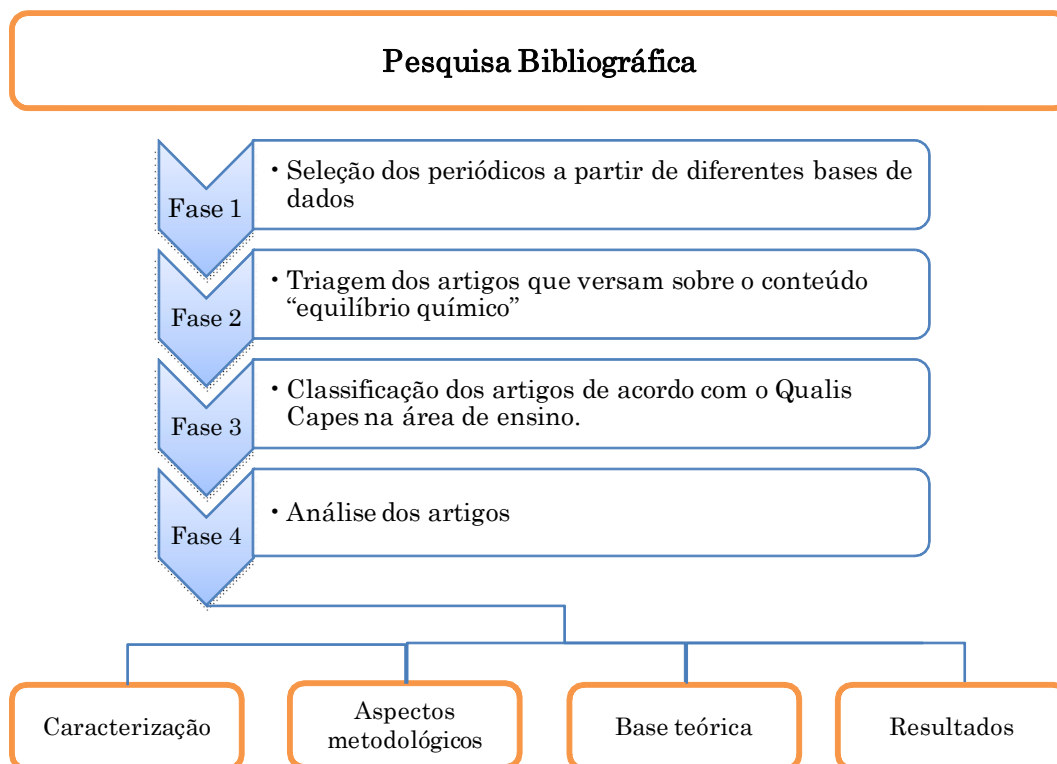 Pesquisa Bibliográfica
Fase 1
• Seleção dos periódicos a partir de diferentes bases de
dados
Fase 2
• Triagem dos artigos que versam sobre o conteúdo
“equilíbrio químico”
Fase 3
• Classificação dos artigos de acordo com o Qualis
Capes na área de ensino.
Fase 4
• Análise dos artigos
Caracterização
Aspectos
metodológicos
Base teórica
Resultados